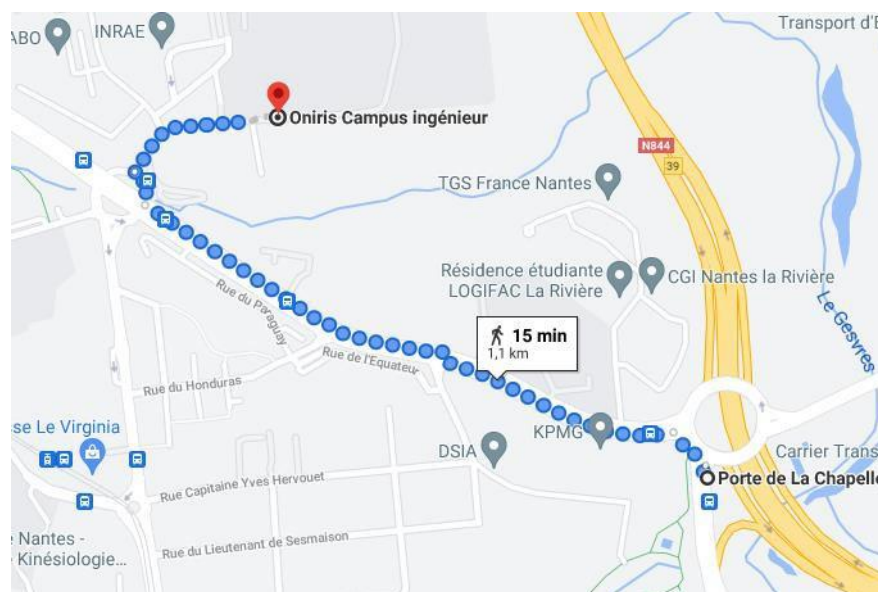 Transport d'E
ABO
INRAE
Oniris Campus ingénieur
N844
39
TGS France Nantes
Résidence étudiante
LOGIFAC La Rivière
CGI Nantes la Rivière
Le Gesvres
Rue du Paraguay
15 min
1,1 km
Rue de l'Equateur
Rue du Honduras
sse Le Virginia
KPMG
DSIA
Carrier Trans
Porte de La Chapelle
Rue Capitaine Yves Hervouet
Rue du Lieutenant de Sesmaison
e Nantes -
Kinésiologie...